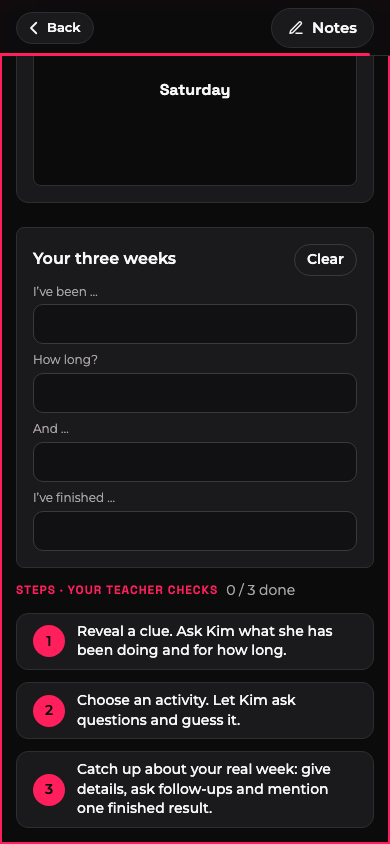 Back
Notes
Saturday
Your three weeks
Clear
I've been ...
How long?
And ...
I've finished ...
STEPS · YOUR TEACHER CHECKS 0 / 3 done
1
Reveal a clue. Ask Kim what she has
been doing and for how long.
2
Choose an activity. Let Kim ask
questions and guess it.
3
Catch up about your real week: give
details, ask follow-ups and mention
one finished result.